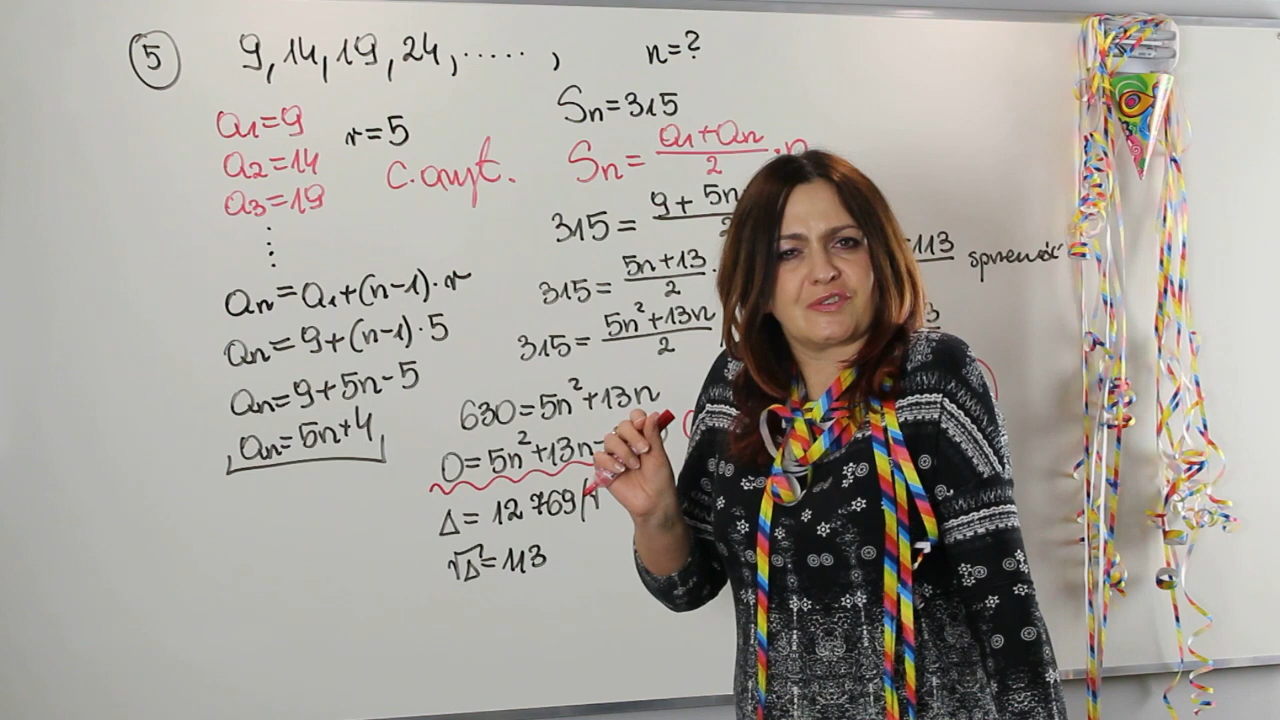 5 9, 14, 19, 24, ......, n=?
a1=9
a2=14
a3=19
r=5
c. aryt.
an=a1+(n-1)·r
an=9+(n-1)·5
an=9+5n-5
an=5n+4
Sn=315
Sn= a1+an / 2 · n
315= 9+5n
315= 5n+13 / 2 ·
315= 5n²+13n / 2
630=5n²+13n
0=5n²+13n-
Δ=12 769
√Δ=113
113
3